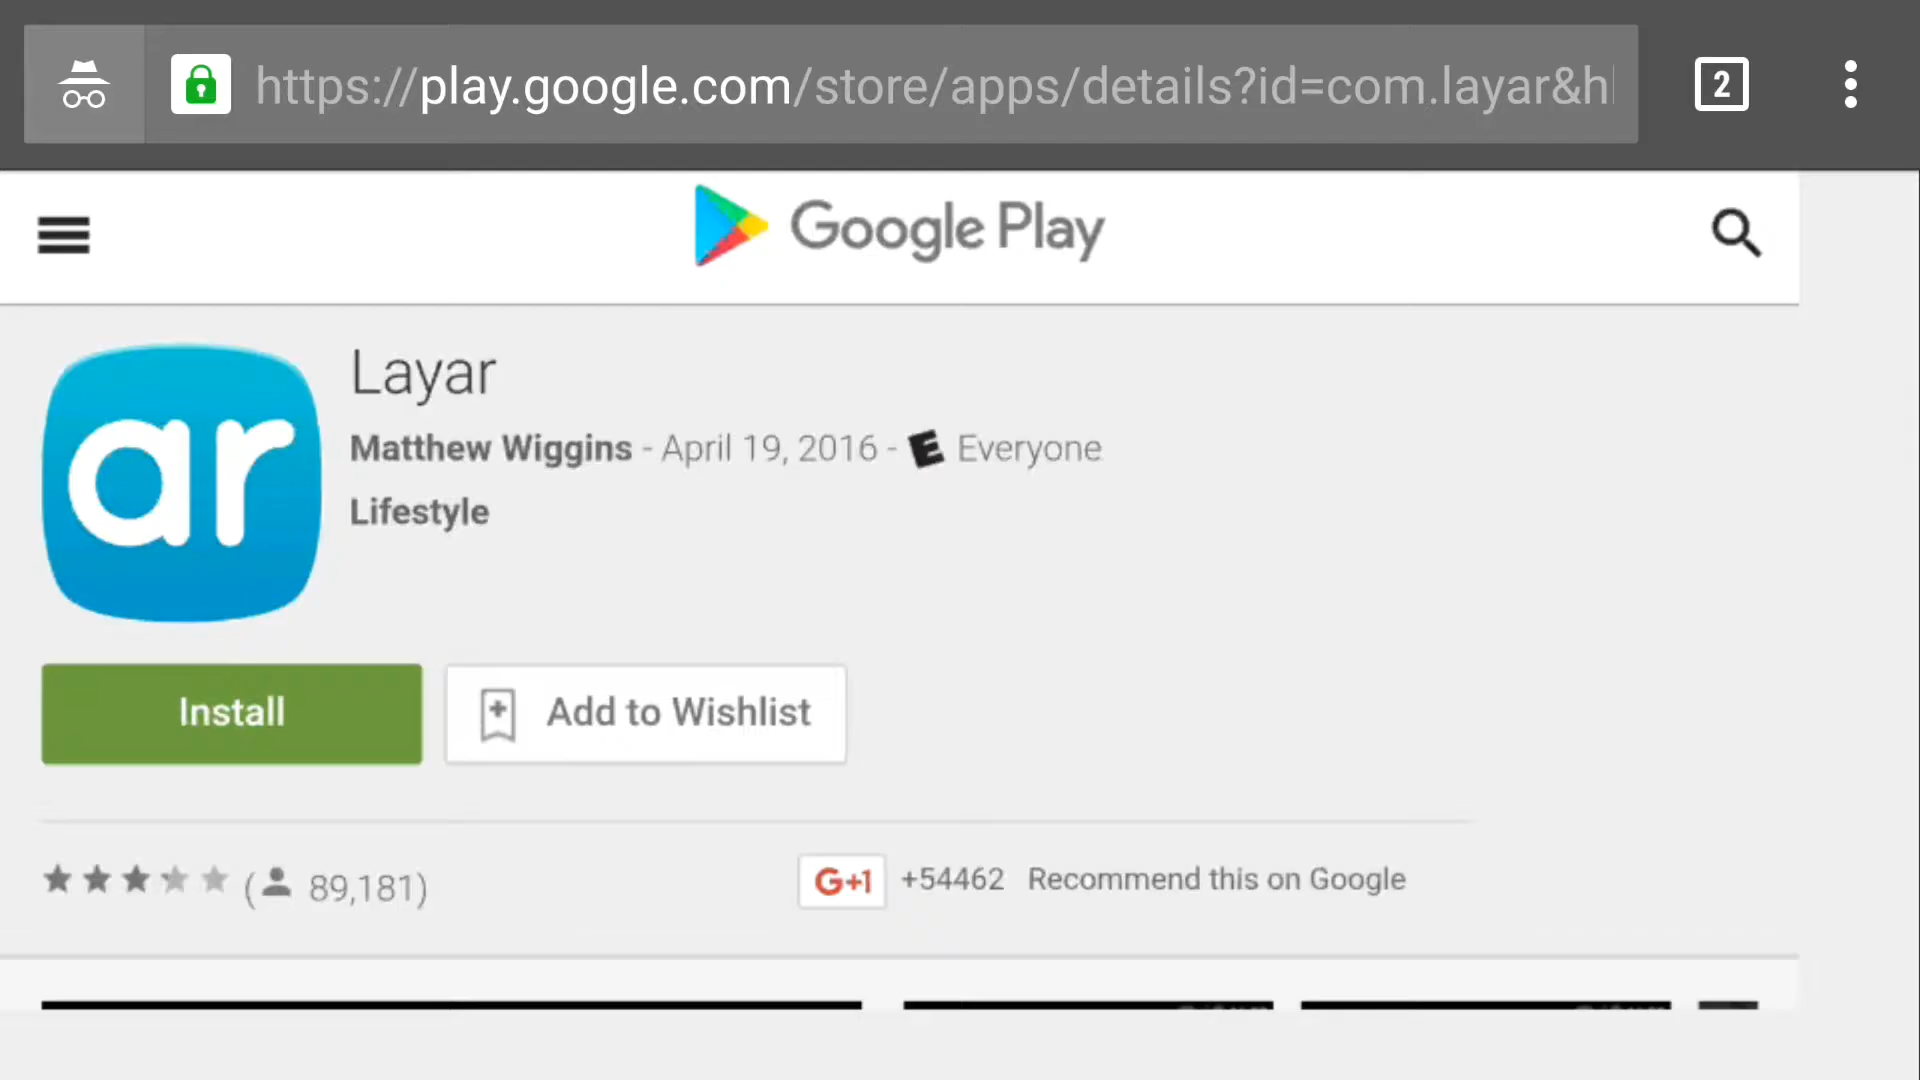 https://play.google.com/store/apps/details?id=com.layar&h
2
Google Play
ar
Layar
Matthew Wiggins - April 19, 2016 - E Everyone
Lifestyle
Install
Add to Wishlist
(89,181)
G+1 +54462 Recommend this on Google